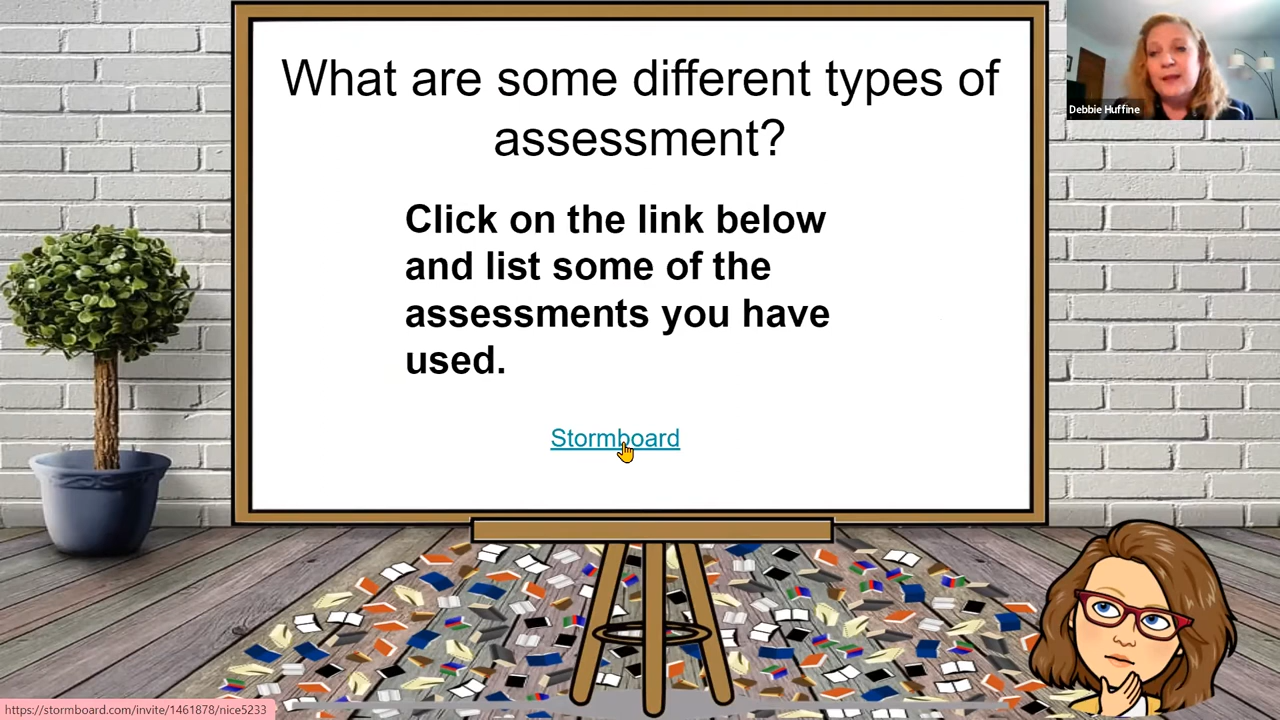 What are some different types of
assessment?
Debbie Huffine
Click on the link below
and list some of the
assessments you have
used.
Stormboard
https://stormboard.com/invite/1461878/nice5233